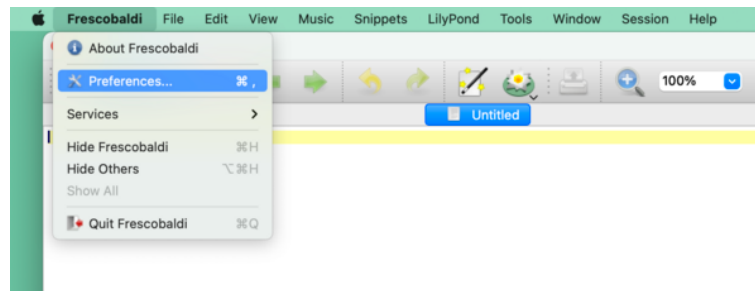 Frescobaldi File Edit View Music Snippets LilyPond Tools Window Session Help
About Frescobaldi
Preferences... ⌘ ,
100%
Services >
Untitled
Hide Frescobaldi ⌘H
Hide Others ⌥⌘H
Show All
Quit Frescobaldi ⌘Q